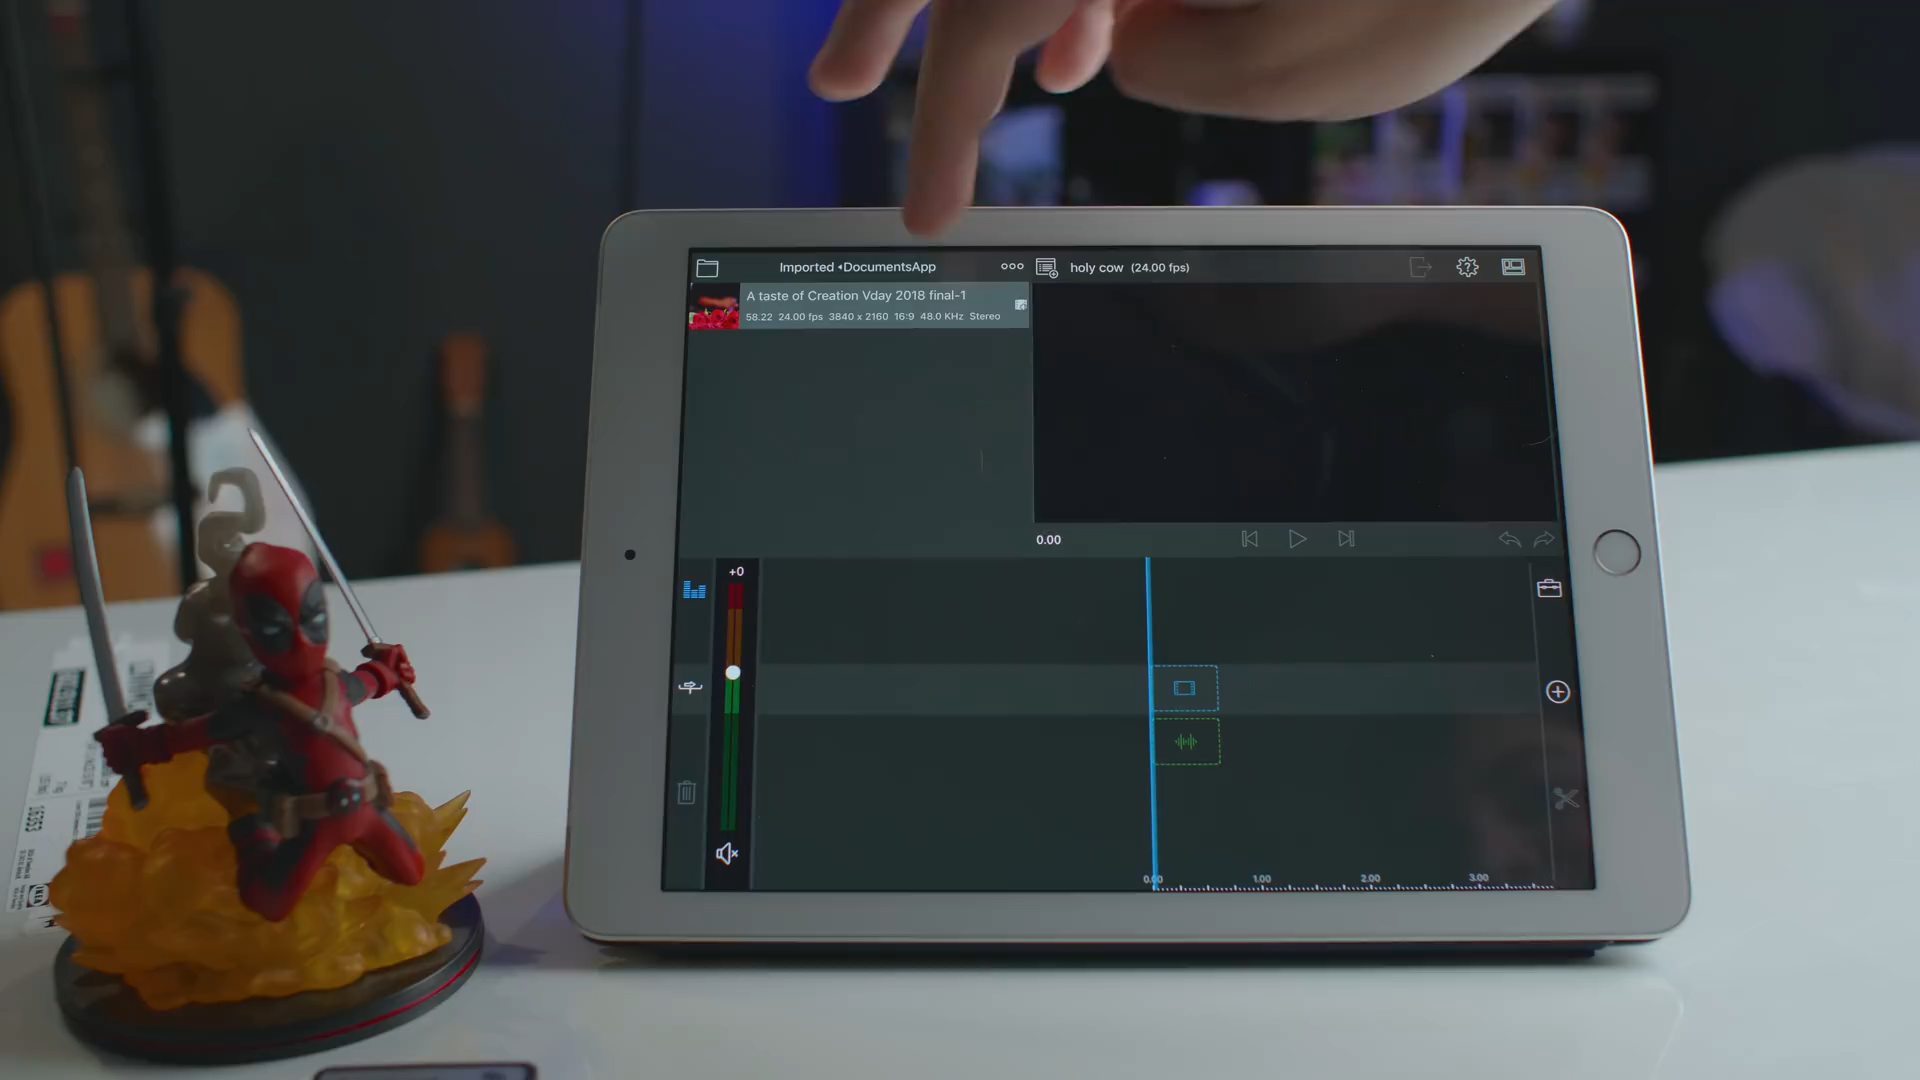 Imported ◂DocumentsApp
holy cow (24.00 fps)
A taste of Creation Vday 2018 final-1
58.22 24.00 fps 3840 x 2160 16:9 48.0 KHz Stereo
0.00
+0
0.00 1.00 2.00 3.00